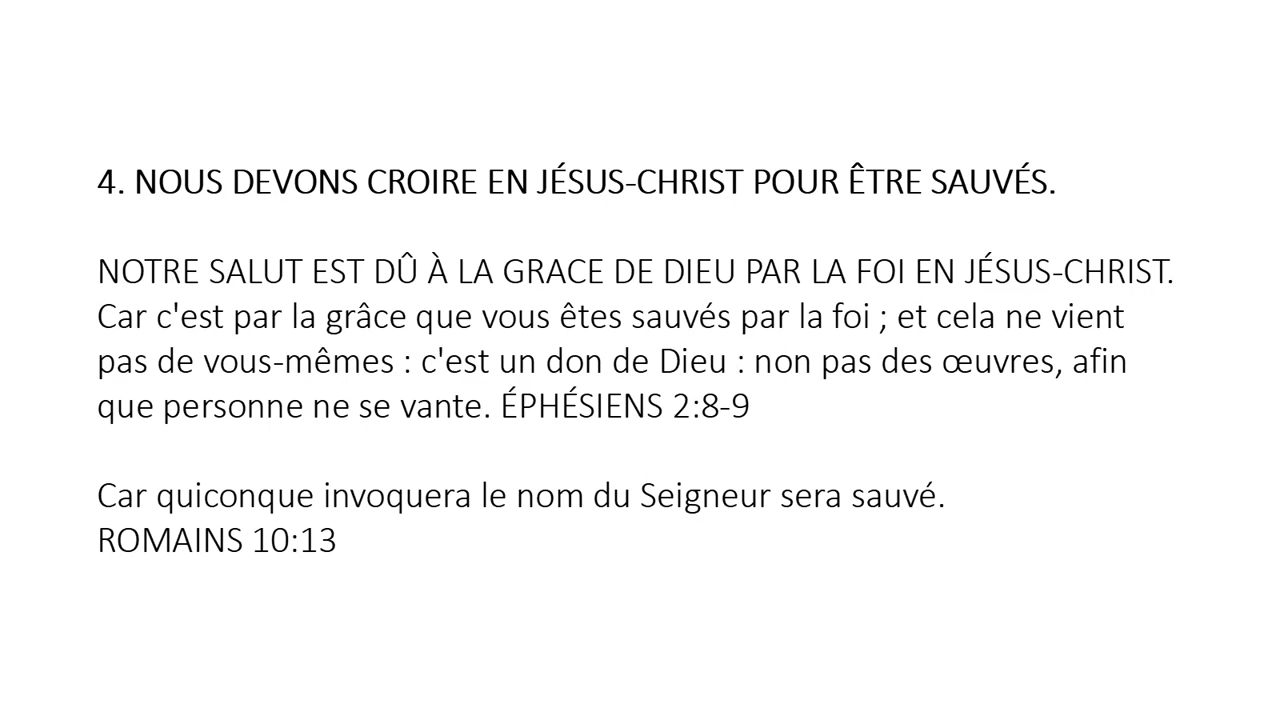 4. NOUS DEVONS CROIRE EN JÉSUS-CHRIST POUR ÊTRE SAUVÉS.
NOTRE SALUT EST DÛ À LA GRACE DE DIEU PAR LA FOI EN JÉSUS-CHRIST.
Car c'est par la grâce que vous êtes sauvés par la foi ; et cela ne vient
pas de vous-mêmes : c'est un don de Dieu : non pas des œuvres, afin
que personne ne se vante. ÉPHÉSIENS 2:8-9
Car quiconque invoquera le nom du Seigneur sera sauvé.
ROMAINS 10:13